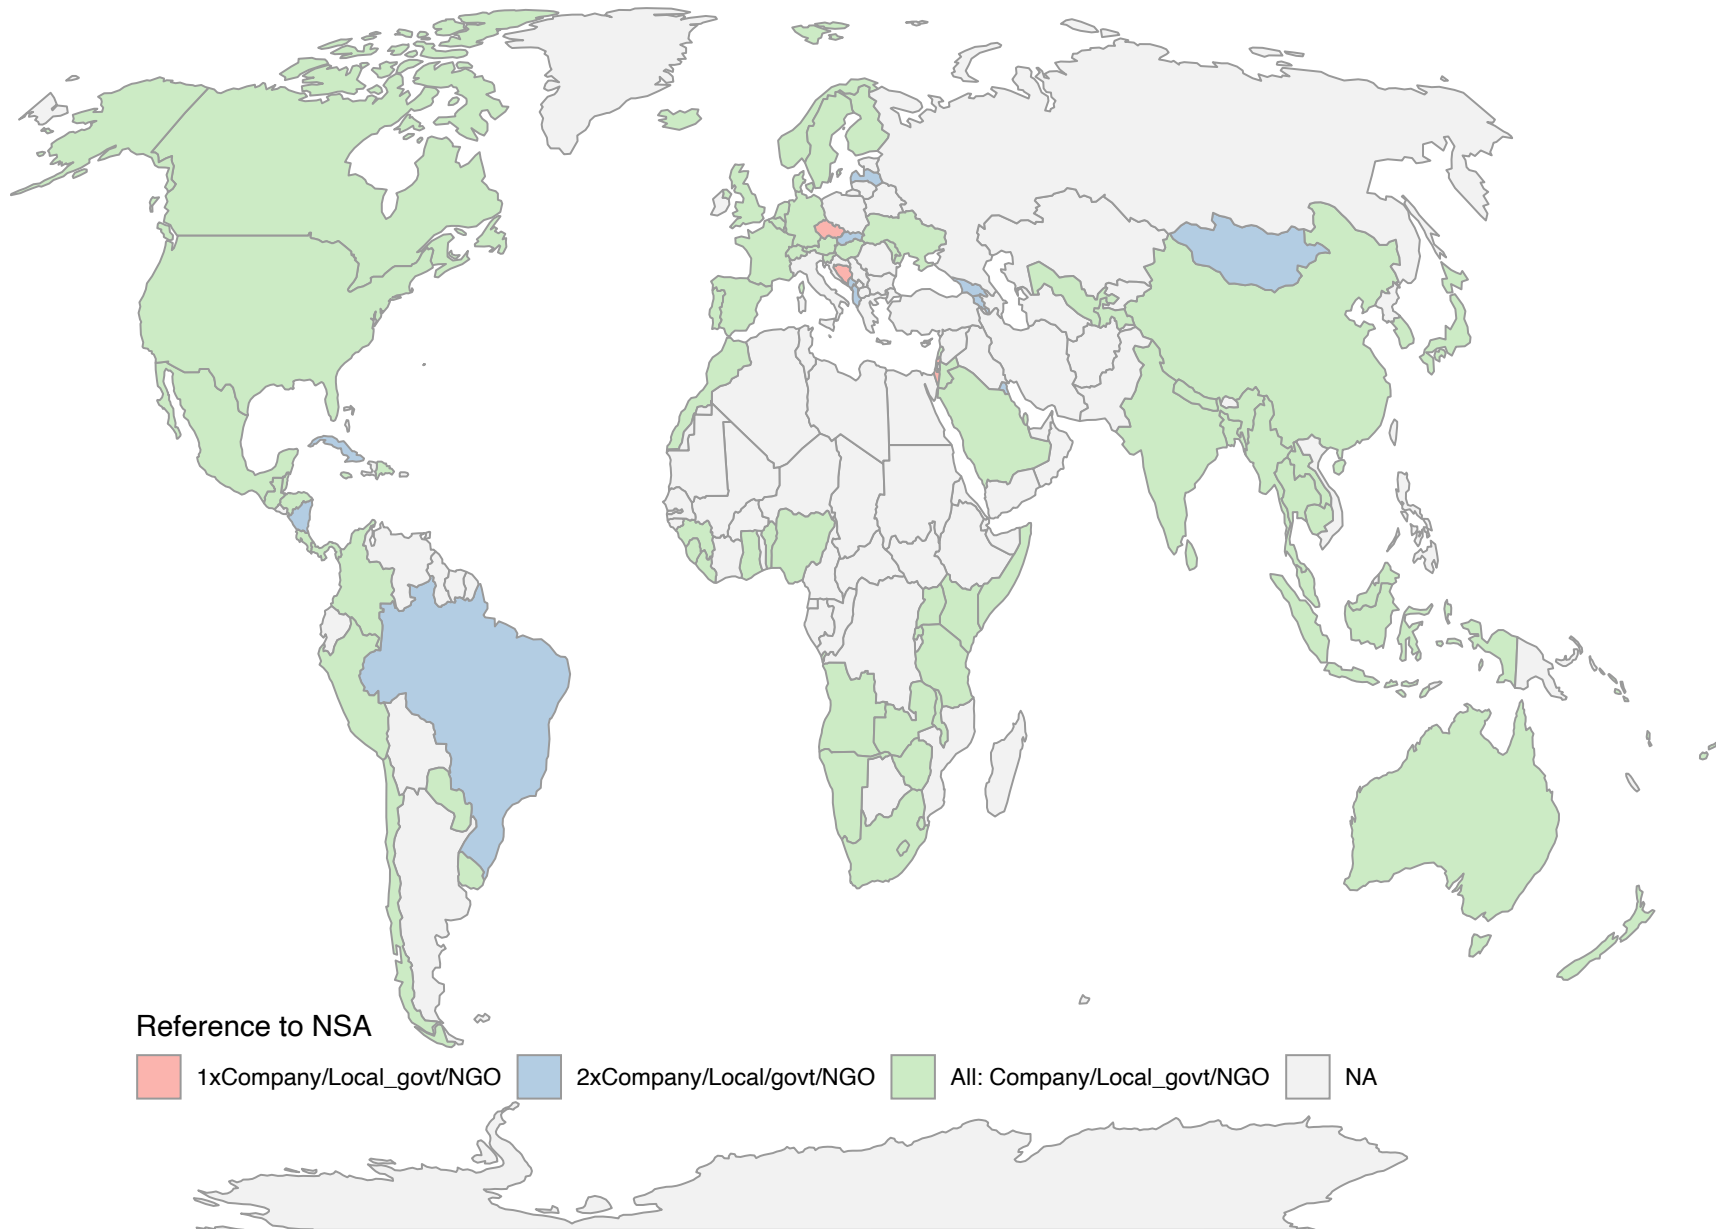 Reference to NSA
1xCompany/Local_govt/NGO
2xCompany/Local/govt/NGO
All: Company/Local_govt/NGO
NA